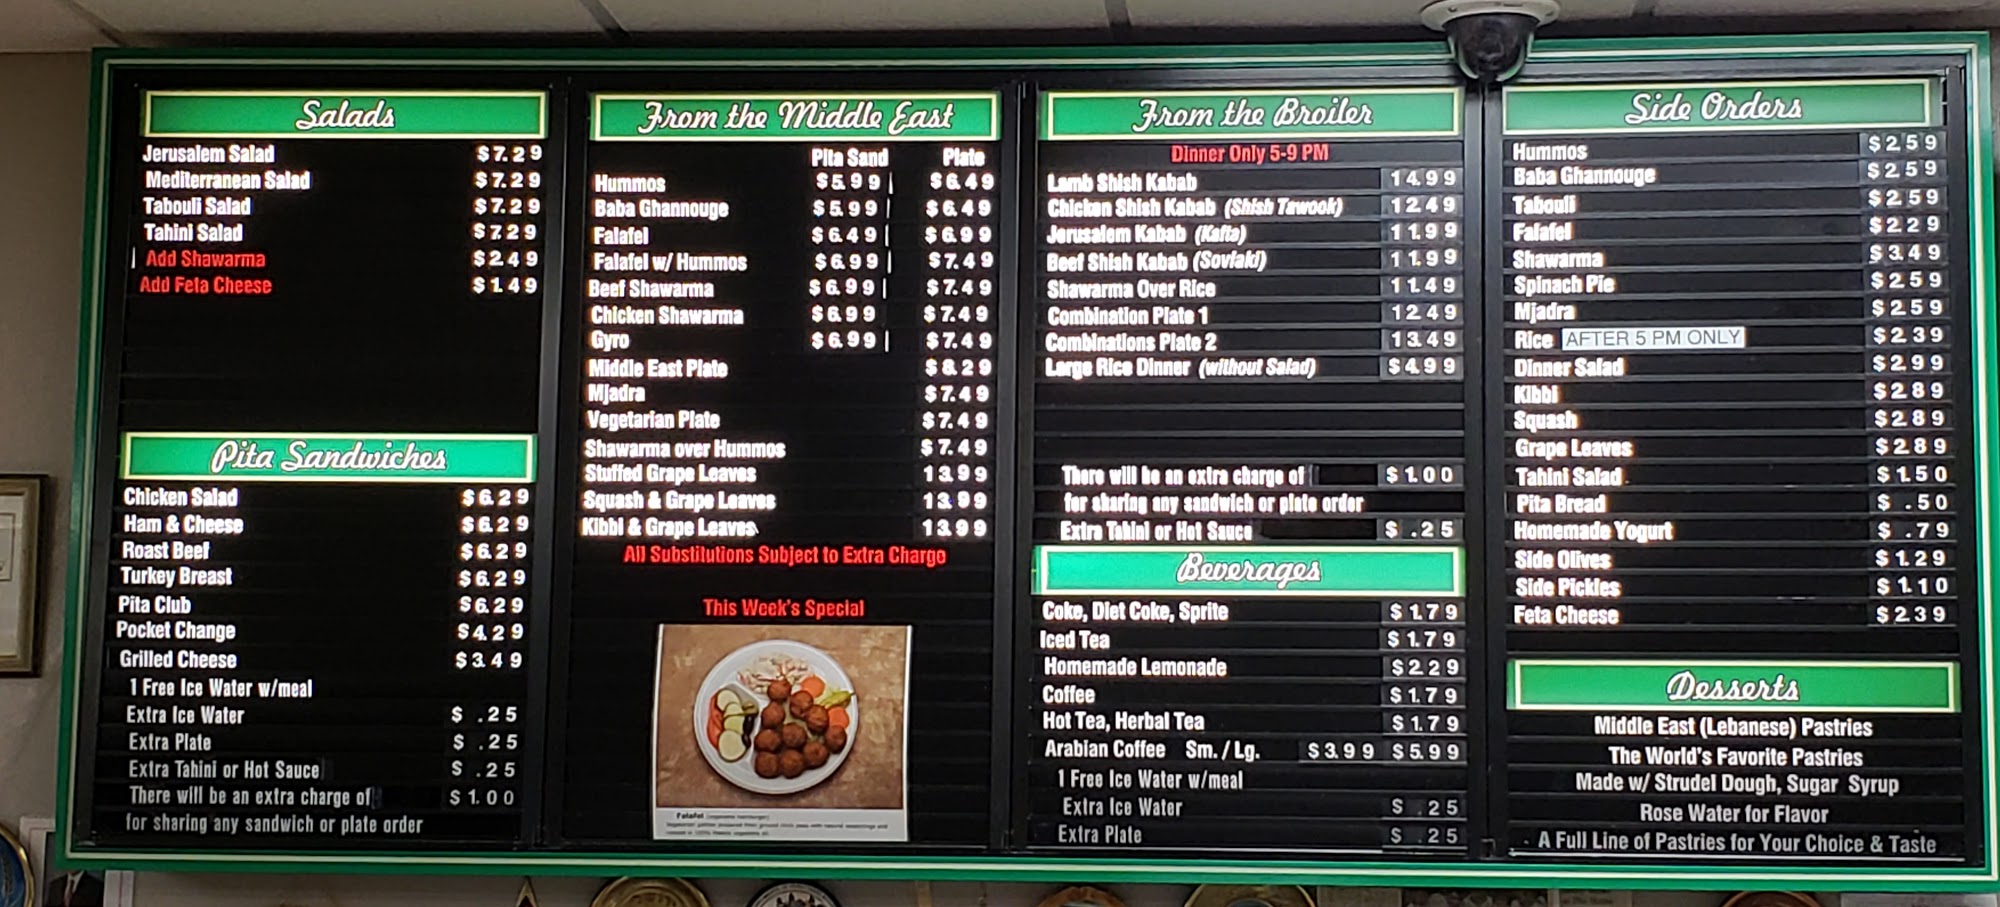 Salads
Jerusalem Salad $7.29
Mediterranean Salad $7.29
Tabouli Salad $7.29
Tahini Salad $7.29
Add Shawarma $2.49
Add Feta Cheese $1.49
Pita Sandwiches
Chicken Salad $6.29
Ham & Cheese $6.29
Roast Beef $6.29
Turkey Breast $6.29
Pita Club $6.29
Pocket Change $4.29
Grilled Cheese $3.49
1 Free Ice Water w/meal
Extra Ice Water $ .25
Extra Plate $ .25
Extra Tahini or Hot Sauce $ .25
There will be an extra charge of $1.00
for sharing any sandwich or plate order
From the Middle East
Pita Sand Plate
Hummos $5.99 $6.49
Baba Ghannouge $5.99 $6.49
Falafel $6.49 $6.99
Falafel w/ Hummos $6.99 $7.49
Beef Shawarma $6.99 $7.49
Chicken Shawarma $6.99 $7.49
Gyro $6.99 $7.49
Middle East Plate $8.29
Mjadra $7.49
Vegetarian Plate $7.49
Shawarma over Hummos $7.49
Stuffed Grape Leaves 13.99
Squash & Grape Leaves 13.99
Kibbi & Grape Leaves 13.99
All Substitutions Subject to Extra Charge
This Week's Special
Falafel
From the Broiler
Dinner Only 5-9 PM
Lamb Shish Kabab 14.99
Chicken Shish Kabab (Shish Tawook) 12.49
Jerusalem Kabab (Kafta) 11.99
Beef Shish Kabab (Sovlaki) 11.99
Shawarma Over Rice 11.49
Combination Plate 1 12.49
Combinations Plate 2 13.49
Large Rice Dinner (without Salad) $4.99
There will be an extra charge of $1.00
for sharing any sandwich or plate order
Extra Tahini or Hot Sauce $ .25
Beverages
Coke, Diet Coke, Sprite $1.79
Iced Tea $1.79
Homemade Lemonade $2.29
Coffee $1.79
Hot Tea, Herbal Tea $1.79
Arabian Coffee Sm. / Lg. $3.99 $5.99
1 Free Ice Water w/meal
Extra Ice Water $ .25
Extra Plate $ .25
Side Orders
Hummos $2.59
Baba Ghannouge $2.59
Tabouli $2.59
Falafel $2.29
Shawarma $3.49
Spinach Pie $2.59
Mjadra $2.59
Rice AFTER 5 PM ONLY $2.39
Dinner Salad $2.99
Kibbi $2.89
Squash $2.89
Grape Leaves $2.89
Tahini Salad $1.50
Pita Bread $ .50
Homemade Yogurt $ .79
Side Olives $1.29
Side Pickles $1.10
Feta Cheese $2.39
Desserts
Middle East (Lebanese) Pastries
The World's Favorite Pastries
Made w/ Strudel Dough, Sugar Syrup
Rose Water for Flavor
A Full Line of Pastries for Your Choice & Taste